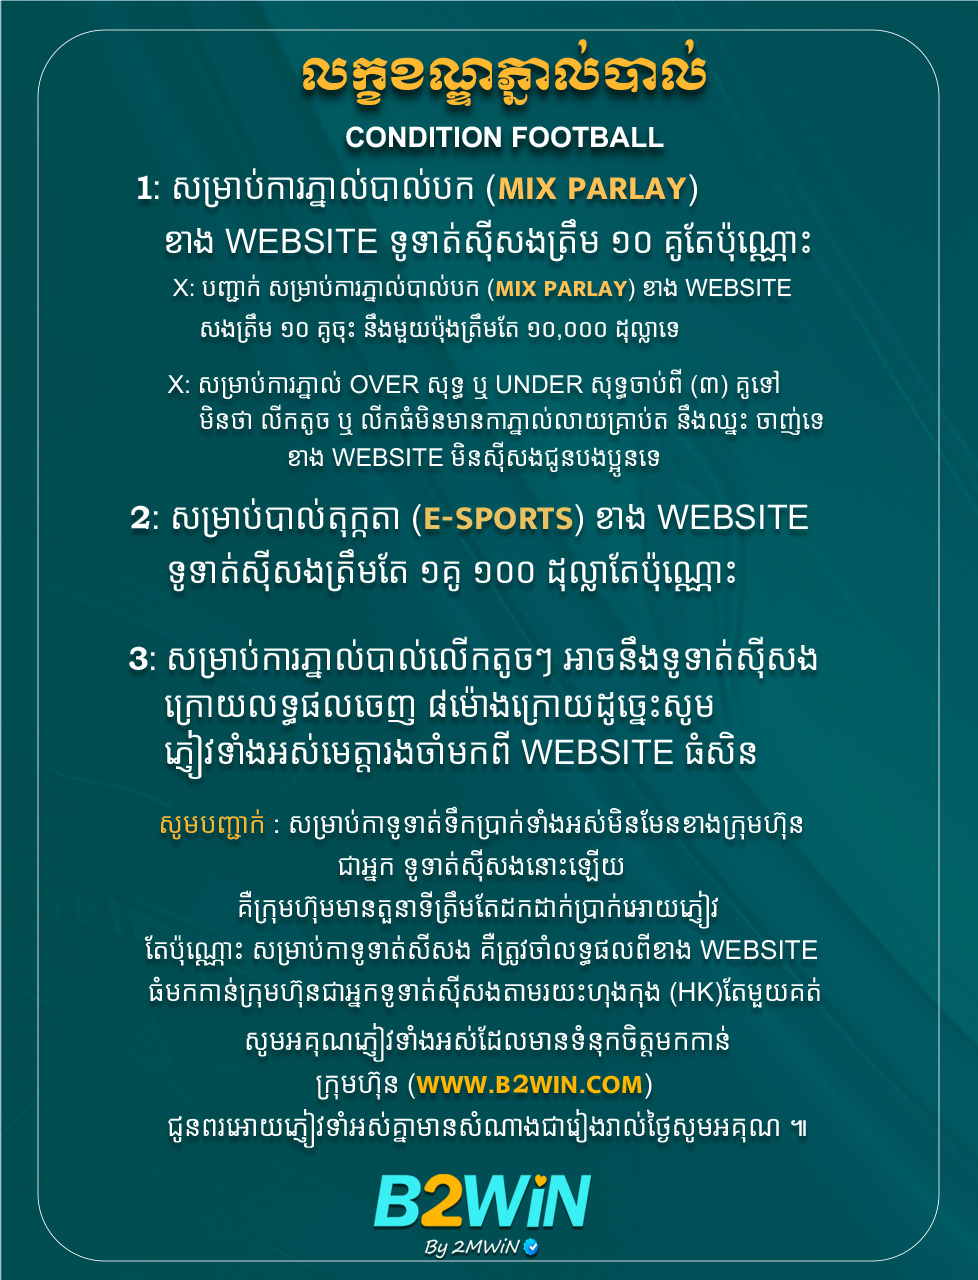 លក្ខខណ្ឌភ្នាល់បាល់
CONDITION FOOTBALL
1: សម្រាប់ការភ្នាល់បាល់បក (MIX PARLAY)
ខាង WEBSITE ទូទាត់ស៊ីសងត្រឹម ១០ គូតែប៉ុណ្ណោះ
X: បញ្ជាក់ សម្រាប់ការភ្នាល់បាល់បក (MIX PARLAY) ខាង WEBSITE
សងត្រឹម ១០ គូចុះ នឹងមួយប៉ុងត្រឹមតែ ១០,០០០ ដុល្លាទេ
X: សម្រាប់ការភ្នាល់ OVER សុទ្ធ ឬ UNDER សុទ្ធចាប់ពី (៣) គូទៅ
មិនថា លីកតូច ឬ លីកធំមិនមានកាភ្នាល់លាយគ្រាប់ត នឹងឈ្នះ ចាញ់ទេ
ខាង WEBSITE មិនស៊ីសងជូនបងប្អូនទេ
2: សម្រាប់បាល់តុក្កតា (E-SPORTS) ខាង WEBSITE
ទូទាត់ស៊ីសងត្រឹមតែ ១គូ ១០០ ដុល្លាតែប៉ុណ្ណោះ
3: សម្រាប់ការភ្នាល់បាល់លើកតូចៗ អាចនឹងទូទាត់ស៊ីសង
ក្រោយលទ្ធផលចេញ ៨ម៉ោងក្រោយដូច្នេះសូម
ភ្ញៀវទាំងអស់មេត្តារងចាំមកពី WEBSITE ធំសិន
សូមបញ្ជាក់ : សម្រាប់កាទូទាត់ទឹកប្រាក់ទាំងអស់មិនមែនខាងក្រុមហ៊ុន
ជាអ្នក ទូទាត់ស៊ីសងនោះឡើយ
គឺក្រុមហ៊ុមមានតួនាទីត្រឹមតែដកដាក់ប្រាក់អោយភ្ញៀវ
តែប៉ុណ្ណោះ សម្រាប់កាទូទាត់សីសង គឺត្រូវចាំលទ្ធផលពីខាង WEBSITE
ធំមកកាន់ក្រុមហ៊ុនជាអ្នកទូទាត់ស៊ីសងតាមរយះហុងកុង (HK)តែមួយគត់
សូមអគុណភ្ញៀវទាំងអស់ដែលមានទំនុកចិត្តមកកាន់
ក្រុមហ៊ុន (WWW.B2WIN.COM)
ជូនពរអោយភ្ញៀវទាំអស់គ្នាមានសំណាងជារៀងរាល់ថ្ងៃសូមអគុណ ៕
B2WiN
By 2MWiN